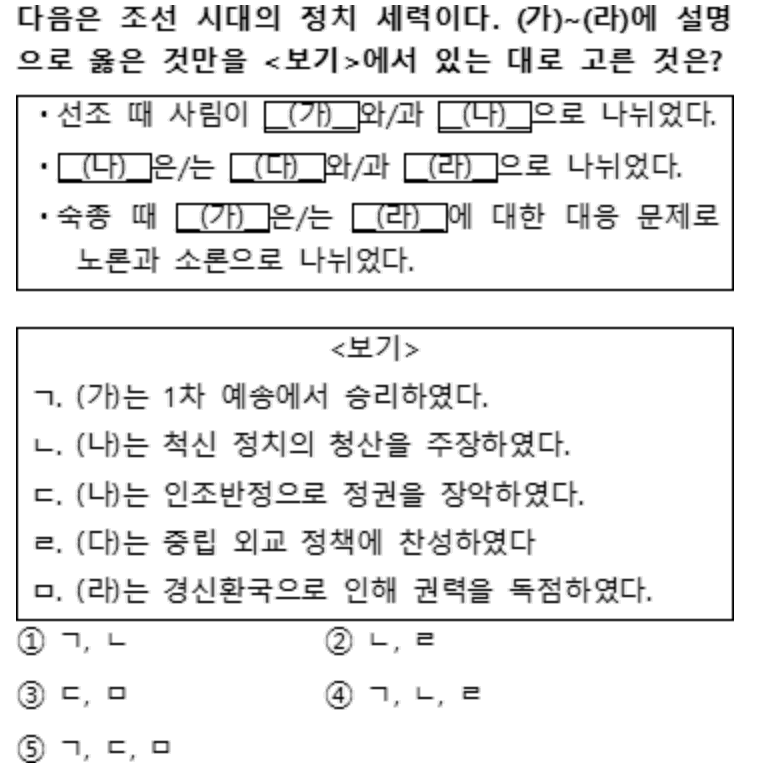 다음은 조선 시대의 정치 세력이다. (가)~(라)에 설명
으로 옳은 것만을 <보기>에서 있는 대로 고른 것은?
・선조 때 사림이 (가) 와/과 (나) 으로 나뉘었다.
・(나) 은/는 (다) 와/과 (라) 으로 나뉘었다.
・숙종 때 (가) 은/는 (라) 에 대한 대응 문제로
노론과 소론으로 나뉘었다.
<보기>
ㄱ. (가)는 1차 예송에서 승리하였다.
ㄴ. (나)는 척신 정치의 청산을 주장하였다.
ㄷ. (나)는 인조반정으로 정권을 장악하였다.
ㄹ. (다)는 중립 외교 정책에 찬성하였다
ㅁ. (라)는 경신환국으로 인해 권력을 독점하였다.
① ㄱ, ㄴ ② ㄴ, ㄹ
③ ㄷ, ㅁ ④ ㄱ, ㄴ, ㄹ
⑤ ㄱ, ㄷ, ㅁ